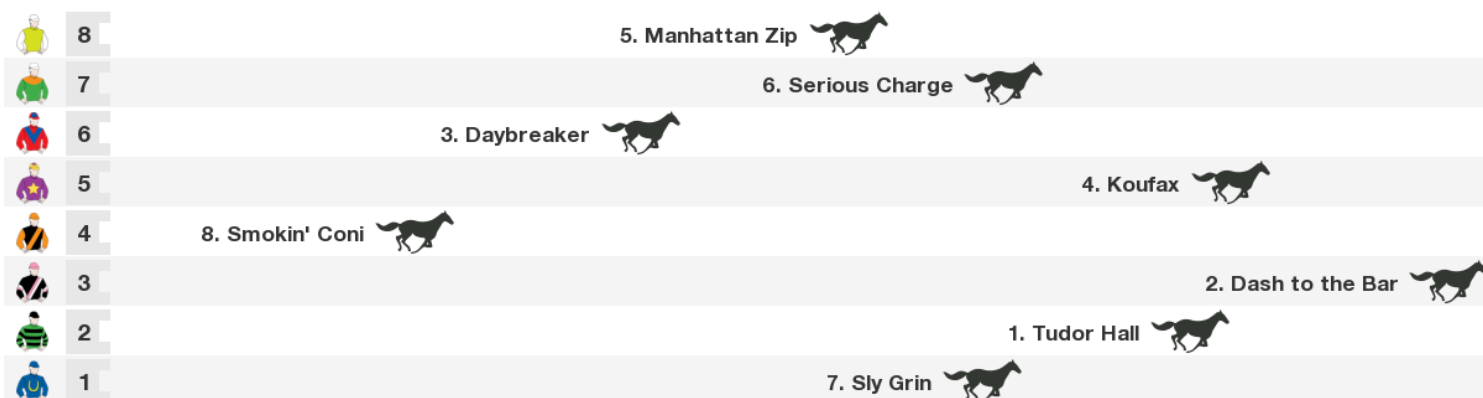 8 5. Manhattan Zip
7 6. Serious Charge
6 3. Daybreaker
5 4. Koufax
4 8. Smokin' Coni
3 2. Dash to the Bar
2 1. Tudor Hall
1 7. Sly Grin